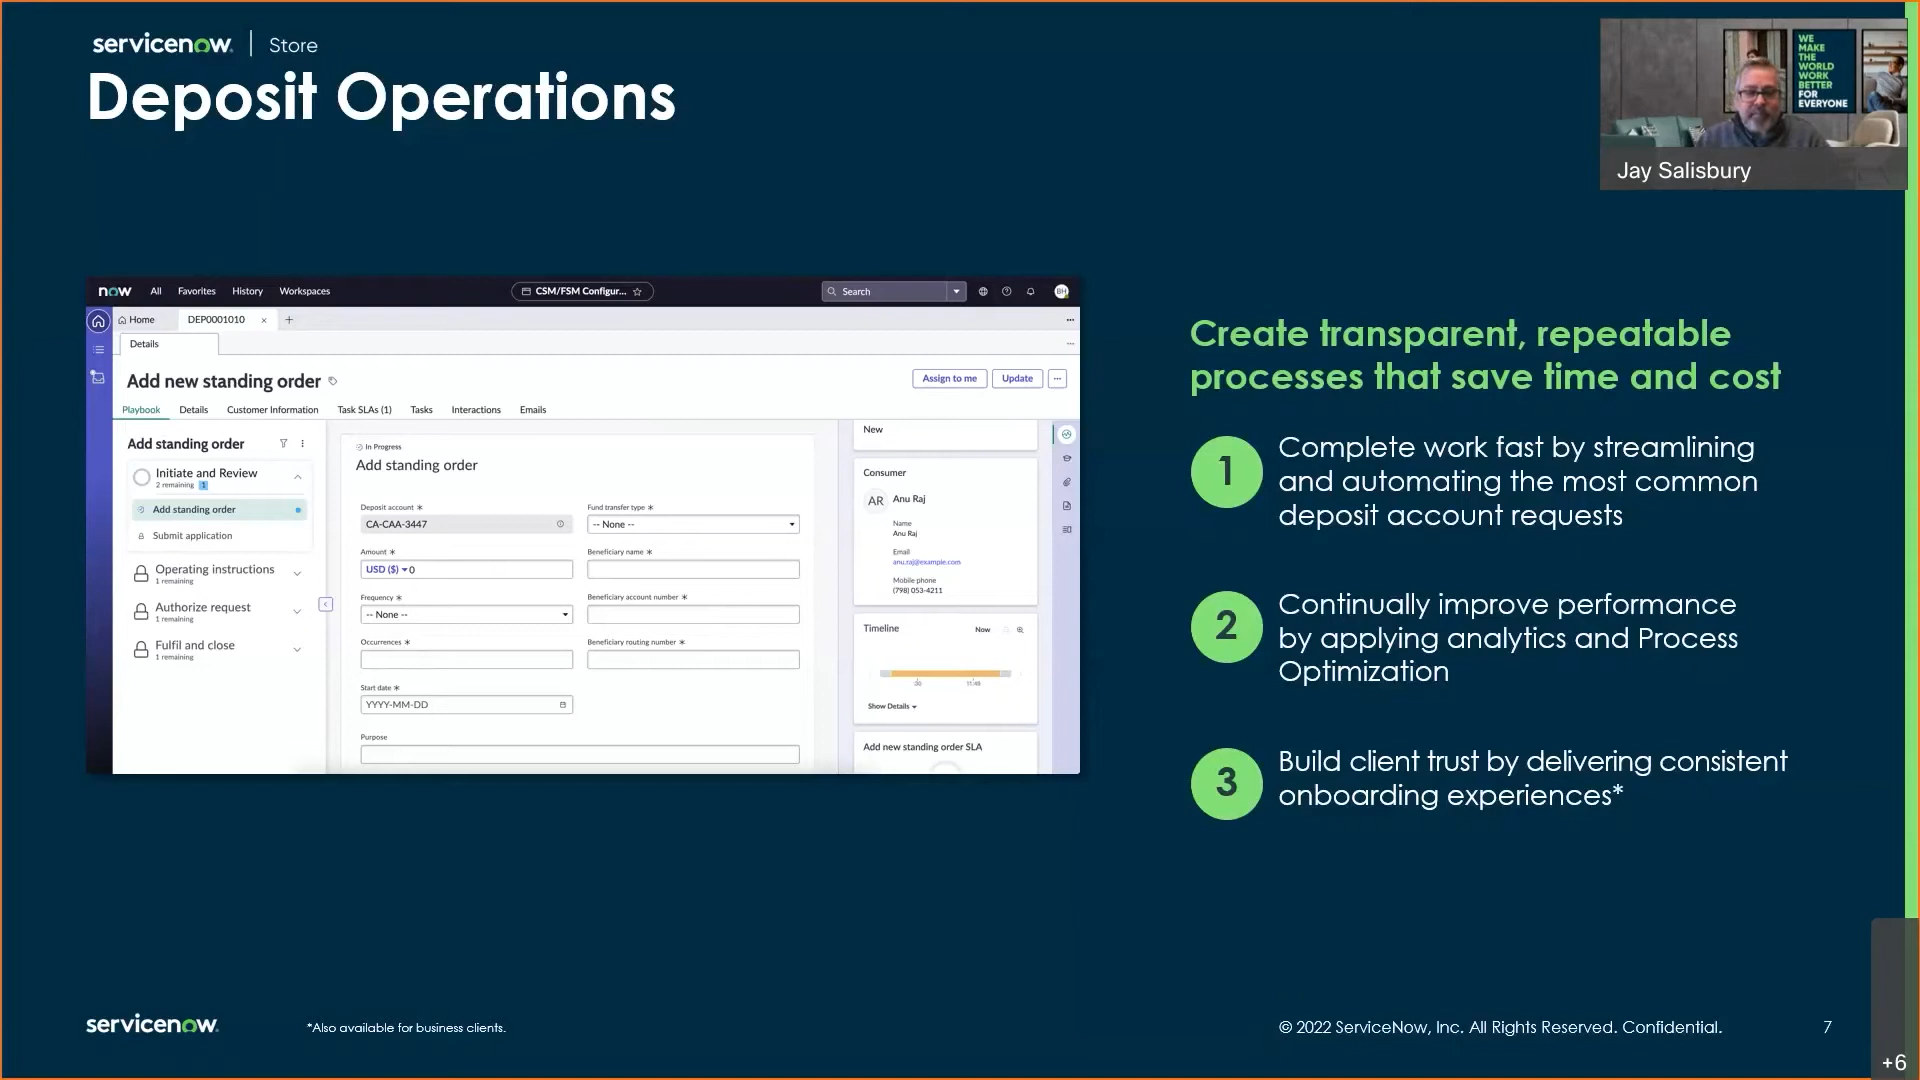 servicenow. | Store
Deposit Operations
WE
MAKE
THE
WORLD
WORK
BETTER
FOR
EVERYONE
Jay Salisbury
now All Favorites History Workspaces CSM/FSM Configur... Search BH
Home DEP0001010
Details
Add new standing order
Assign to me Update
Playbook Details Customer Information Task SLAs (1) Tasks Interactions Emails
Add standing order
Initiate and Review
2 remaining 1
Add standing order
Submit application
Operating instructions
1 remaining
Authorize request
1 remaining
Fulfil and close
1 remaining
In Progress
Add standing order
Deposit account *
CA-CAA-3447
Fund transfer type *
-- None --
Amount *
USD ($) 0
Beneficiary name *
Frequency *
-- None --
Beneficiary account number *
Occurrences *
Beneficiary routing number *
Start date *
YYYY-MM-DD
Purpose
New
Consumer
AR Anu Raj
Name
Anu Raj
Email
anu.raj@example.com
Mobile phone
(798) 053-4211
Timeline Now
:30 11:48
Show Details
Add new standing order SLA
Create transparent, repeatable
processes that save time and cost
1 Complete work fast by streamlining
and automating the most common
deposit account requests
2 Continually improve performance
by applying analytics and Process
Optimization
3 Build client trust by delivering consistent
onboarding experiences*
servicenow.
*Also available for business clients.
© 2022 ServiceNow, Inc. All Rights Reserved. Confidential.
7
+6